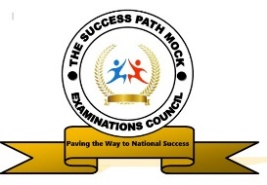 THE SUCCESS PATH MOCK
EXAMINATIONS COUNCIL
Paving the Way to National Success